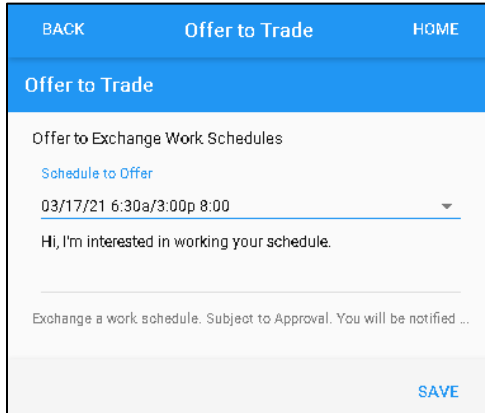 BACK Offer to Trade HOME
Offer to Trade
Offer to Exchange Work Schedules
Schedule to Offer
03/17/21 6:30a/3:00p 8:00
Hi, I'm interested in working your schedule.
Exchange a work schedule. Subject to Approval. You will be notified ...
SAVE